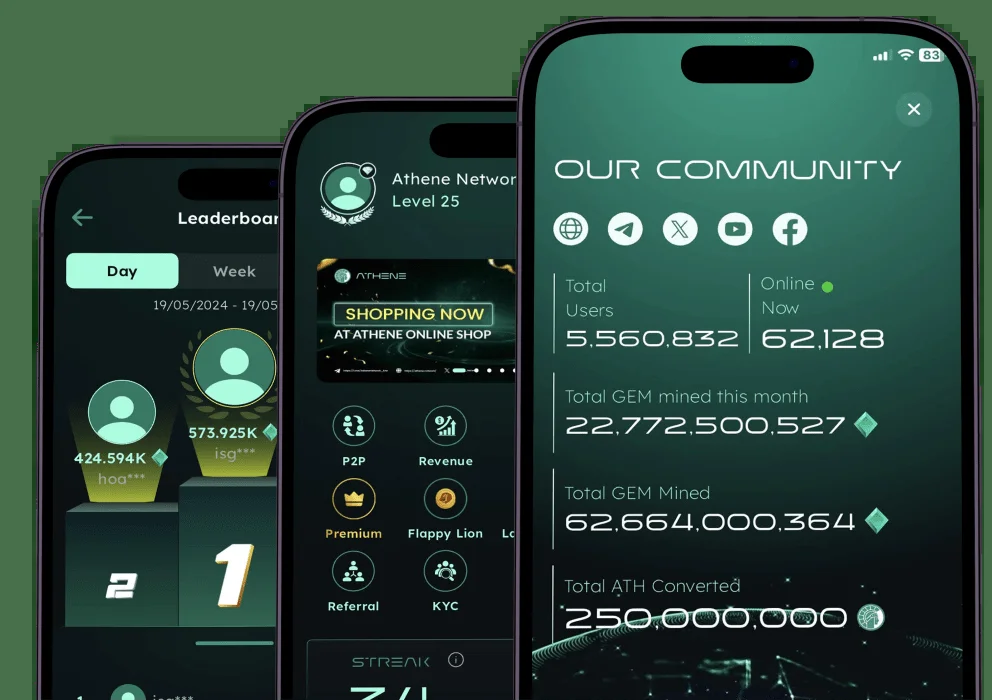 Leaderboar
Day
Week
19/05/2024 - 19/05
573.925K
isg***
424.594K
hoa***
2
1
1
isg***
Athene Networ
Level 25
ATHENE
SHOPPING NOW
AT ATHENE ONLINE SHOP
P2P
Revenue
Premium
Flappy Lion
Referral
KYC
STREAK
83
OUR COMMUNITY
Total
Users
5,560,832
Online
Now
62,128
Total GEM mined this month
22,772,500,527
Total GEM Mined
62,664,000,364
Total ATH Converted
250,000,000